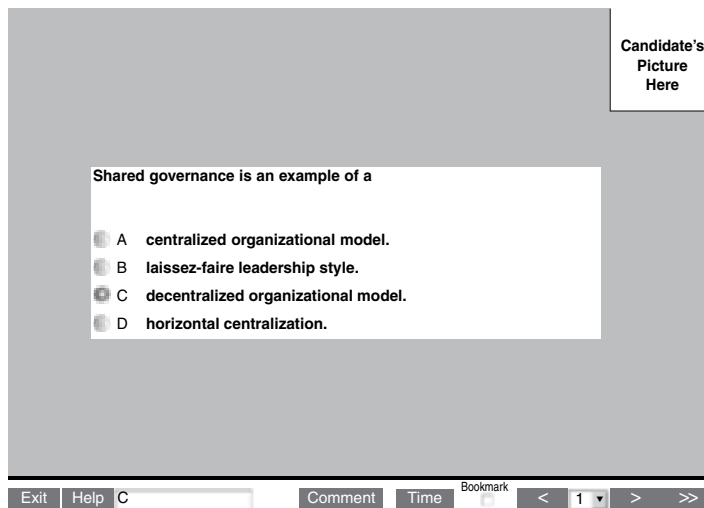 Candidate's
Picture
Here
Shared governance is an example of a
A centralized organizational model.
B laissez-faire leadership style.
C decentralized organizational model.
D horizontal centralization.
Exit Help C Comment Time Bookmark < 1 > >>